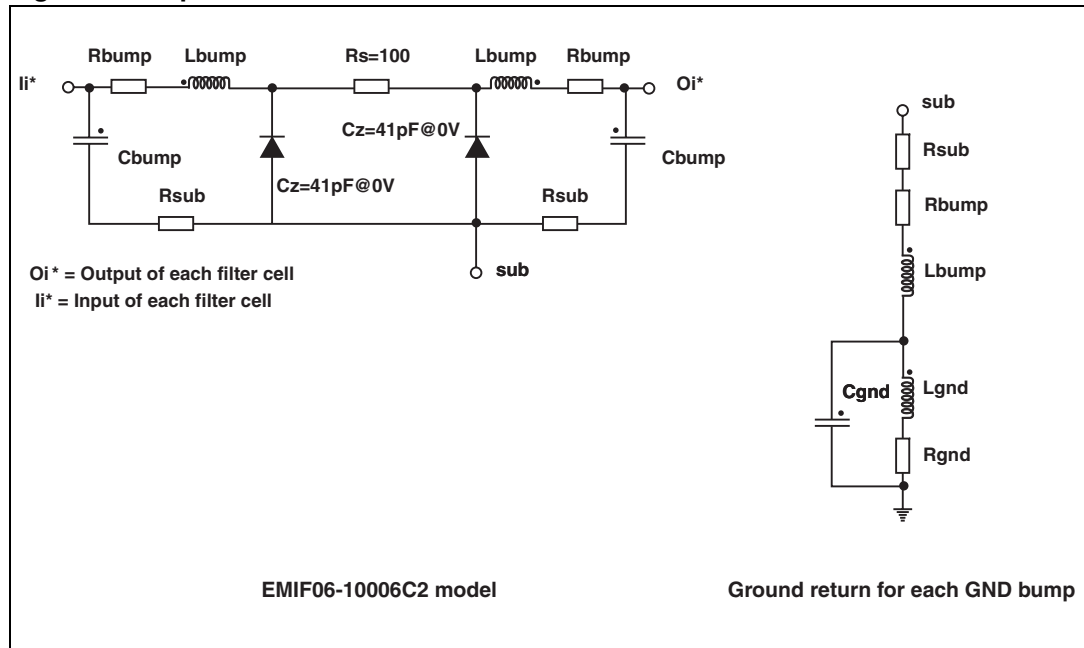 Rbump Lbump Rs=100 Lbump Rbump
Ii* Oi*
Cz=41pF@0V
Cbump Cbump
Cz=41pF@0V
Rsub Rsub
sub
Oi* = Output of each filter cell
Ii* = Input of each filter cell
sub
Rsub
Rbump
Lbump
Cgnd Lgnd
Rgnd
EMIF06-10006C2 model
Ground return for each GND bump